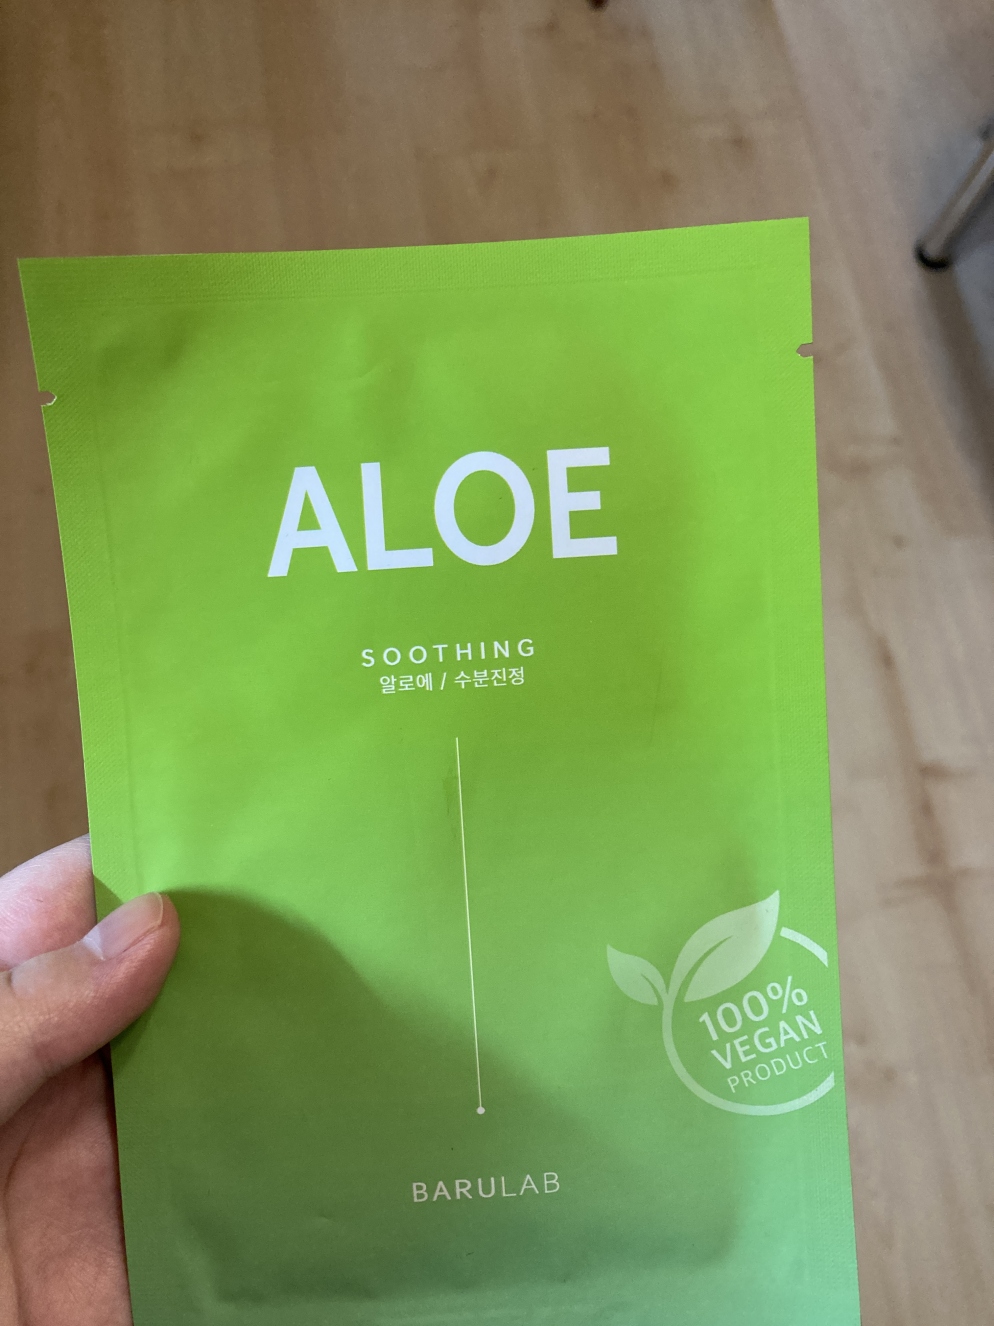 ALOE
SOOTHING
알로에 / 수분진정
100%
VEGAN
PRODUCT
BARULAB